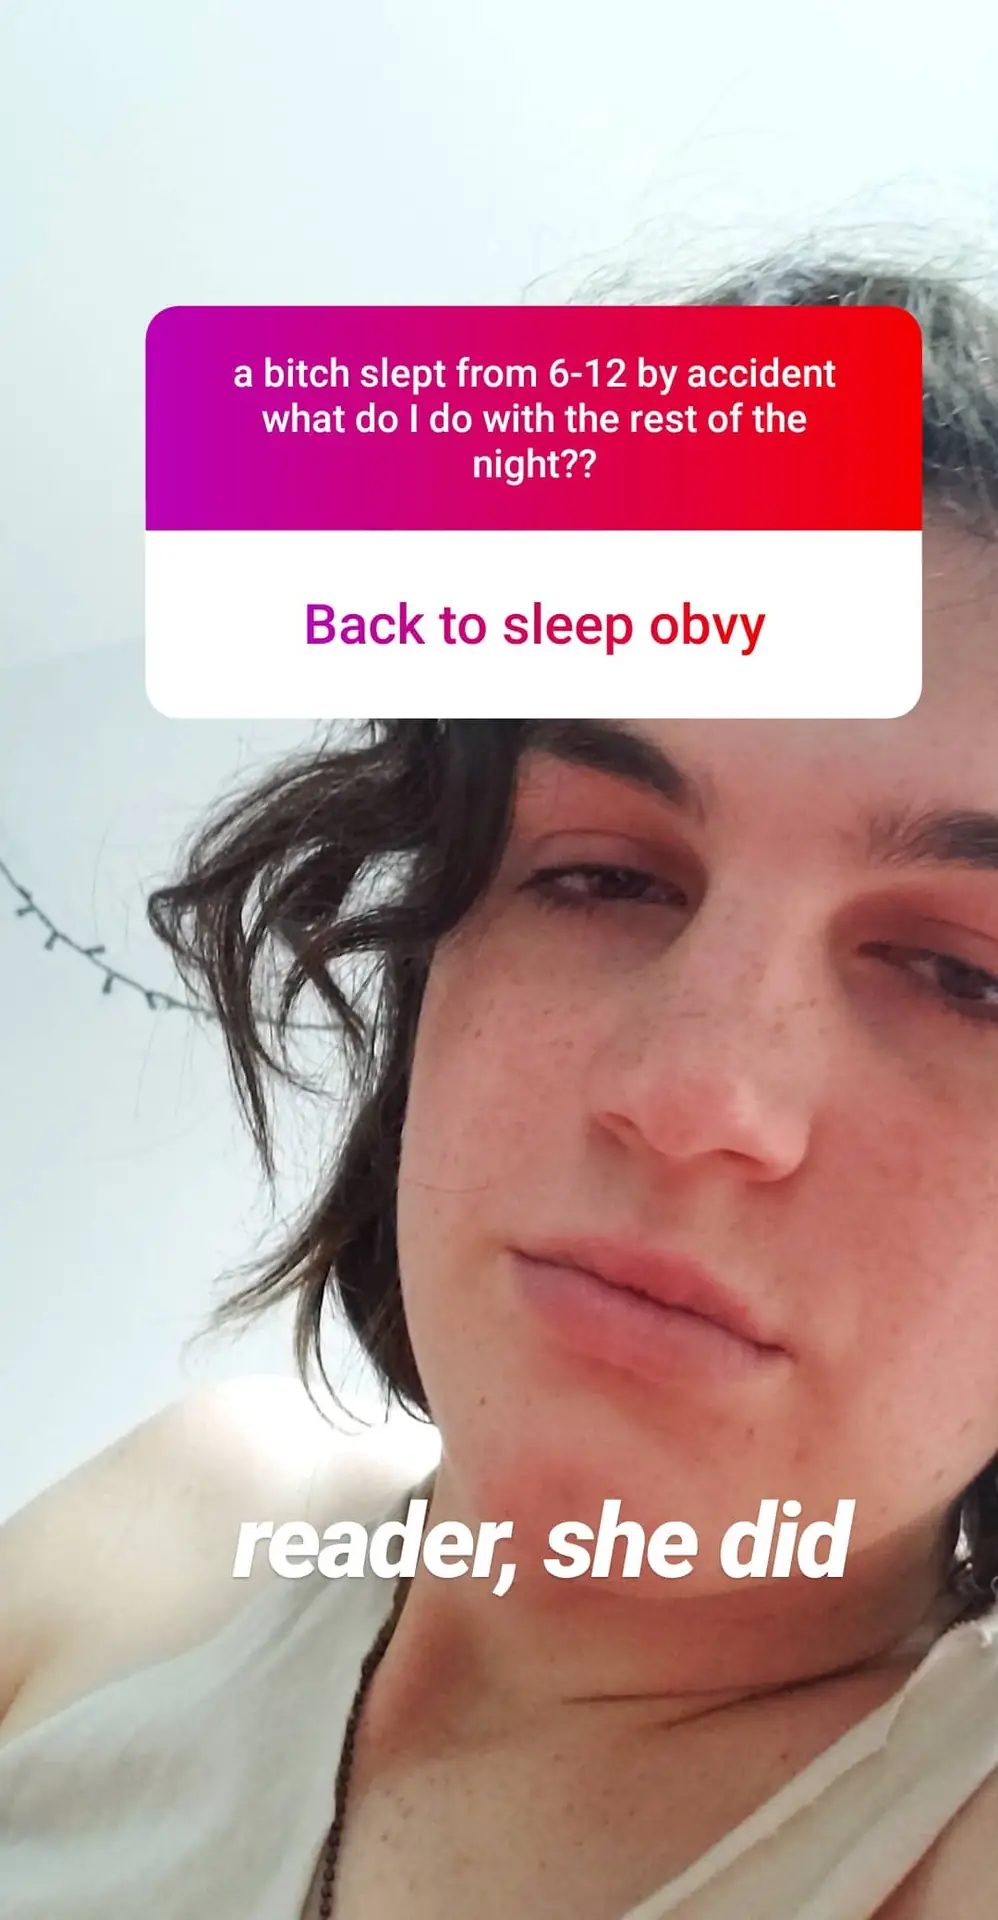 a bitch slept from 6-12 by accident
what do I do with the rest of the
night??
Back to sleep obvy
reader, she did